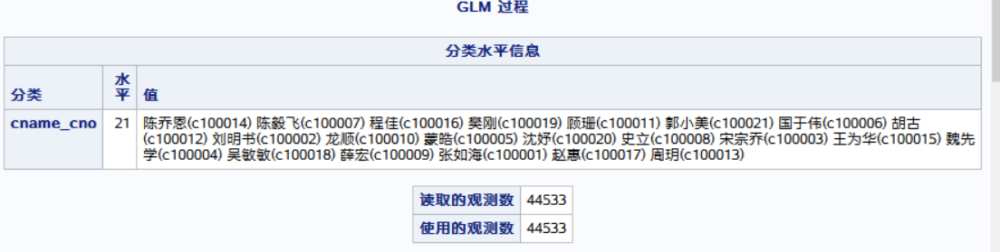 GLM 过程
分类水平信息
分类 水平 值
cname_cno 21 陈乔恩(c100014) 陈毅飞(c100007) 程佳(c100016) 樊刚(c100019) 顾珊(c100011) 郭小美(c100021) 国于伟(c100006) 胡古
(c100012) 刘明书(c100002) 龙顺(c100010) 蒙皓(c100005) 沈妤(c100020) 史立(c100008) 宋宗乔(c100003) 王为华(c100015) 魏先
学(c100004) 吴敏敏(c100018) 薛宏(c100009) 张如海(c100001) 赵惠(c100017) 周玥(c100013)
读取的观测数 44533
使用的观测数 44533